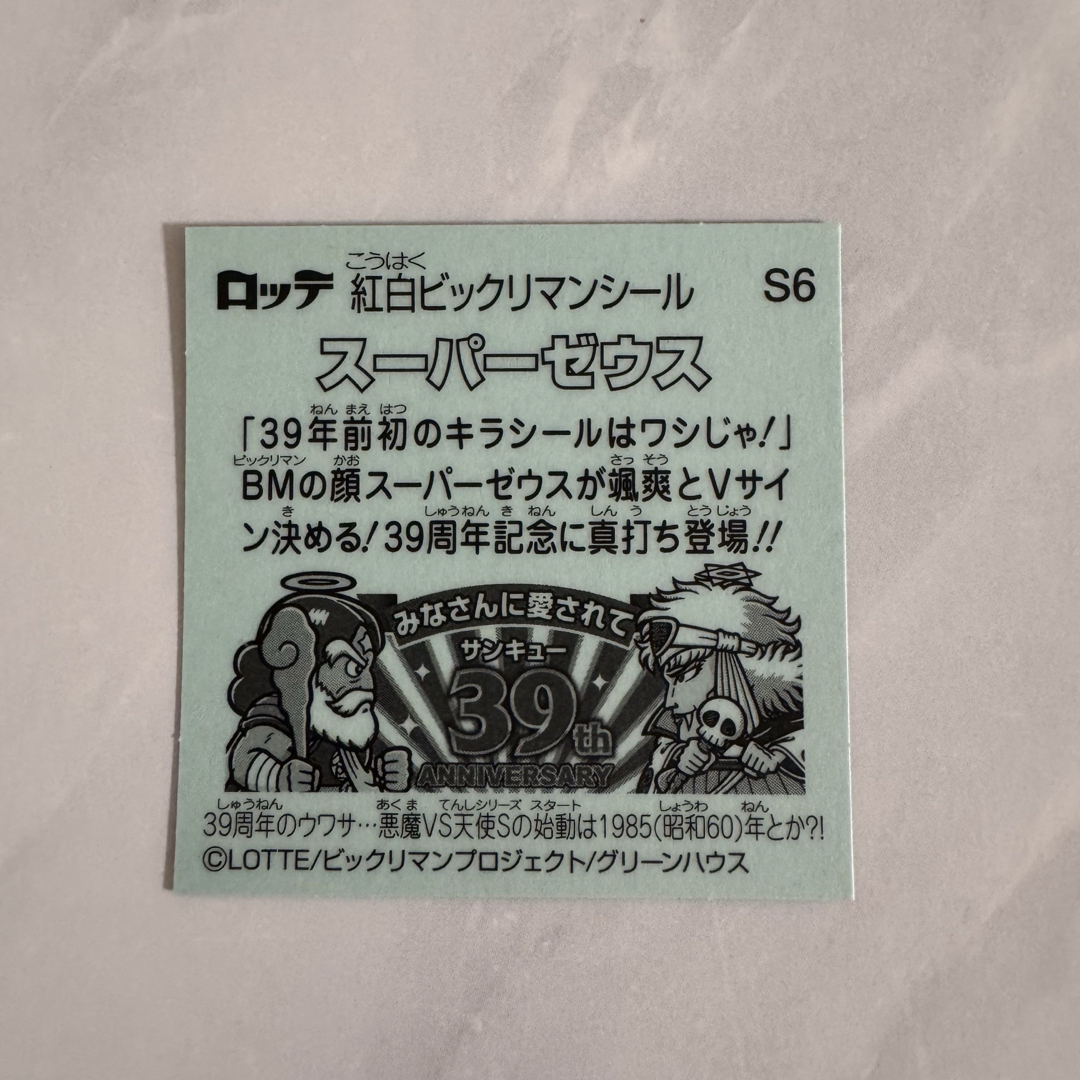 ロッテ 紅白ビックリマンシール S6
こうはく
スーパーゼウス
ねん まえ はつ
「39年前初のキラシールはワシじゃ!」
ビックリマン かお さっ そう
BMの顔スーパーゼウスが颯爽とVサイ
き しゅうねん き ねん しん う とう じょう
ン決める!39周年記念に真打ち登場!!
みなさんに愛されて
サンキュー
39th
ANNIVERSARY
しゅうねん あく ま てんしシリーズ スタート しょうわ ねん
39周年のウワサ…悪魔VS天使Sの始動は1985(昭和60)年とか?!
©LOTTE/ビックリマンプロジェクト/グリーンハウス